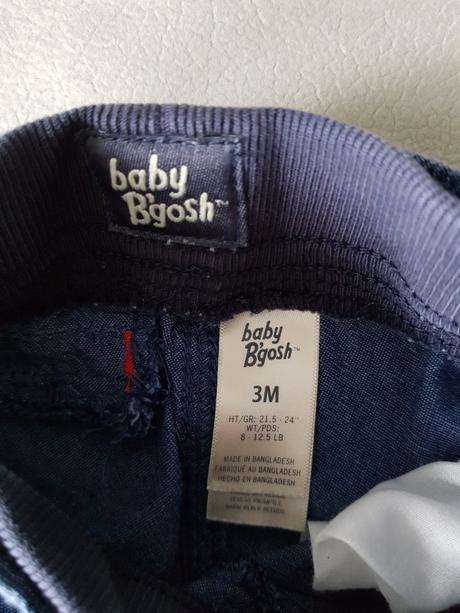 baby
B'gosh™
baby
B'gosh™
3M
HT/GR: 21.5 - 24"
WT/PDS:
8 - 12.5 LB
MADE IN BANGLADESH
FABRIQUÉ AU BANGLADESH
HECHO EN BANGLADESH